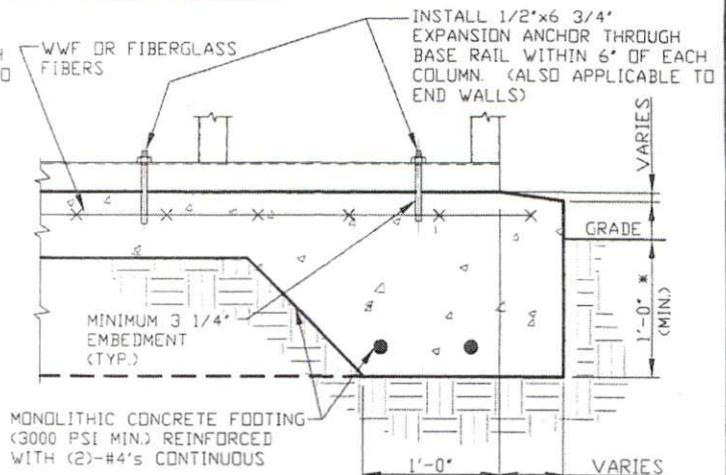 INSTALL 1/2"x6 3/4"
EXPANSION ANCHOR THROUGH
BASE RAIL WITHIN 6" OF EACH
COLUMN. (ALSO APPLICABLE TO
END WALLS)
WWF OR FIBERGLASS
FIBERS
VARIES
GRADE
1'-0" *
(MIN.)
MINIMUM 3 1/4"
EMBEDMENT
(TYP.)
MONOLITHIC CONCRETE FOOTING
(3000 PSI MIN.) REINFORCED
WITH (2)-#4's CONTINUOUS
1'-0"
VARIES